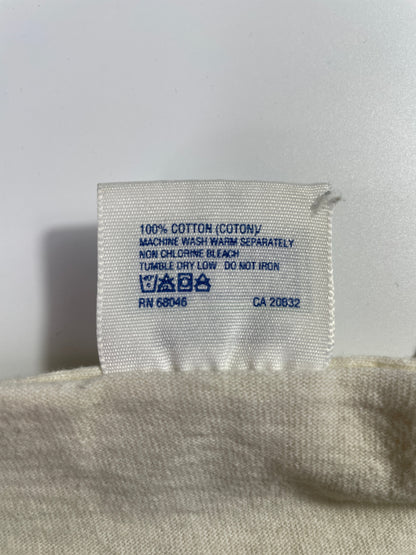 100% COTTON (COTON)/
MACHINE WASH WARM SEPARATELY
NON CHLORINE BLEACH
TUMBLE DRY LOW DO NOT IRON
40°
RN 68046 CA 20832